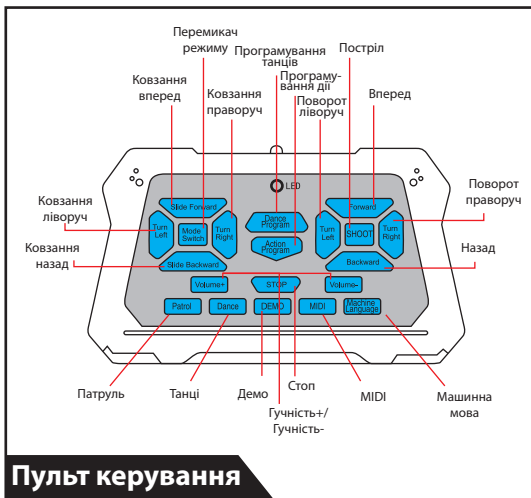 Перемикач
режиму
Програмування
танців
Постріл
Ковзання
вперед
Ковзання
праворуч
Програму-
вання дії
Поворот
ліворуч
Вперед
LED
Slide Forward
Forward
Поворот
праворуч
Ковзання
ліворуч
Turn
Left
Mode
Switch
Turn
Right
Dance
Program
Action
Program
Turn
Left
SHOOT
Turn
Right
Ковзання
назад
Slide Backward
Backward
Назад
Volume+
STOP
Volume-
Patrol
Dance
DEMO
MIDI
Machine
Language
Патруль
Танці
Демо
Стоп
MIDI
Машинна
мова
Гучність+/
Гучність-
Пульт керування